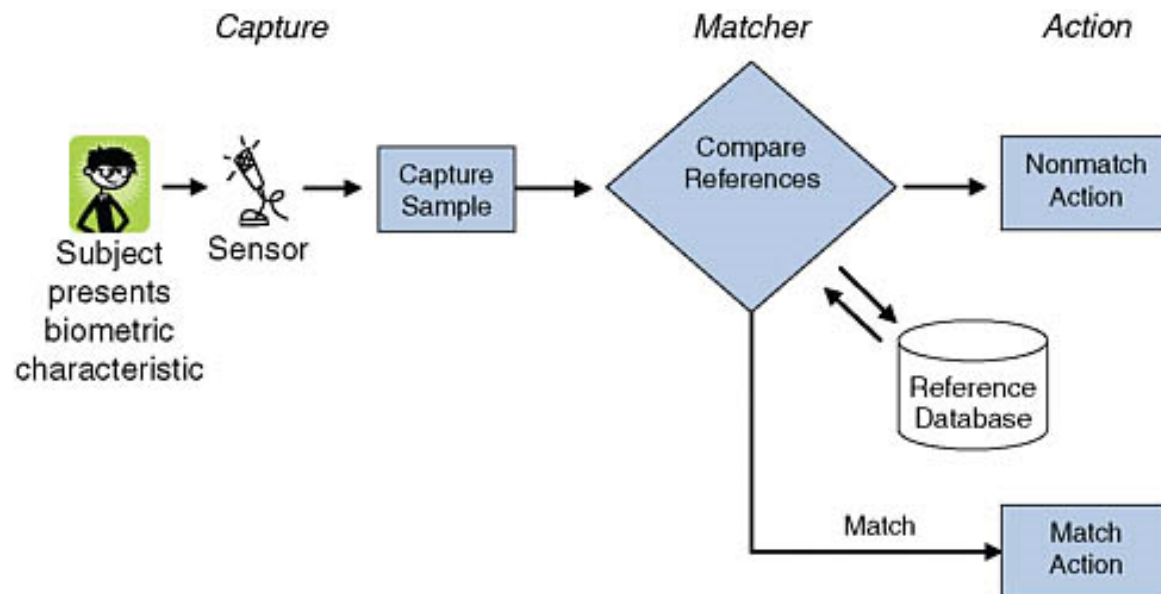 Capture
Matcher
Action
Subject
presents
biometric
characteristic
Sensor
Capture
Sample
Compare
References
Nonmatch
Action
Reference
Database
Match
Match
Action